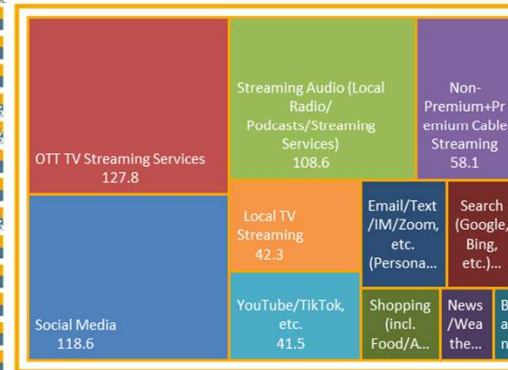 OTT TV Streaming Services
127.8
Social Media
118.6
Streaming Audio (Local
Radio/
Podcasts/Streaming
Services)
108.6
Non-
Premium+Pr
emium Cable
Streaming
58.1
Local TV
Streaming
42.3
YouTube/TikTok,
etc.
41.5
Email/Text
/IM/Zoom,
etc.
(Persona...
Search
(Google,
Bing,
etc.)...
Shopping
(incl.
Food/A...
News
/Wea
the...